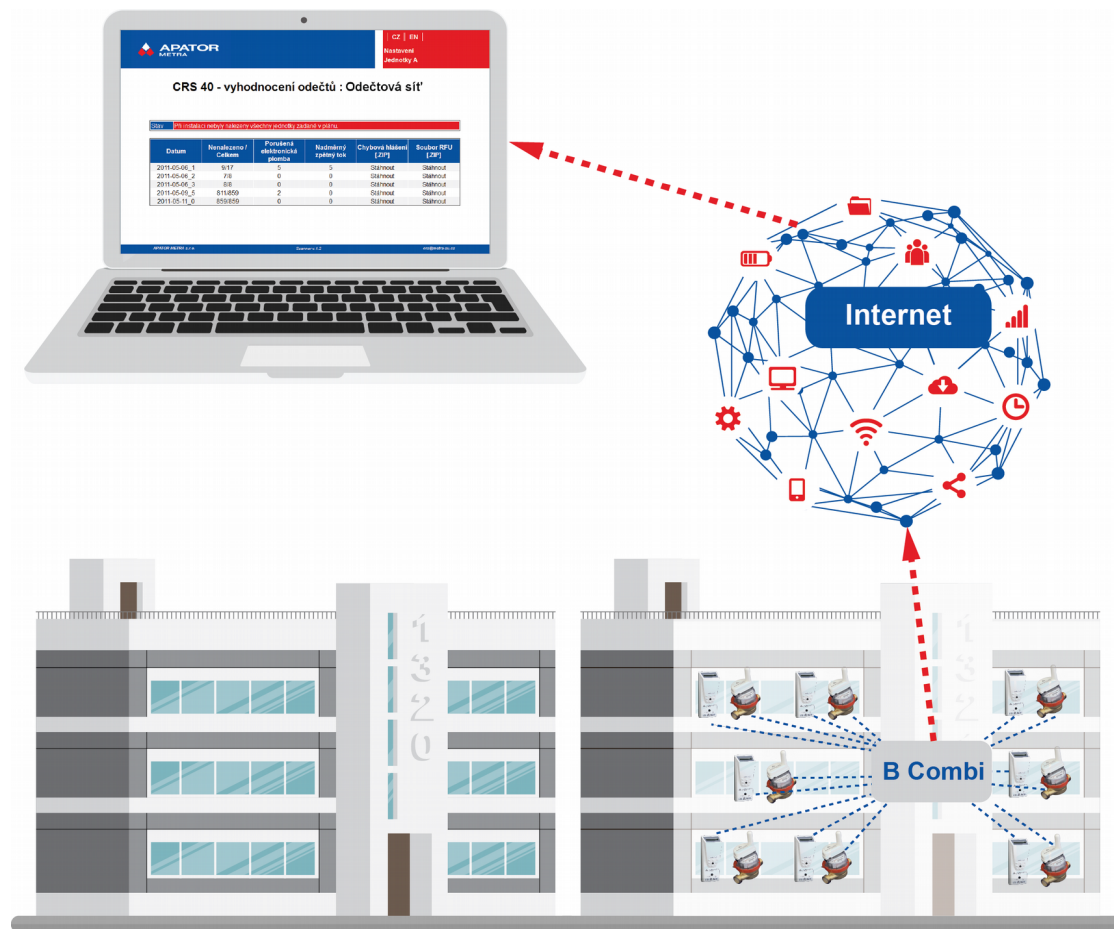 APATOR
METRA
CZ | EN |
Nastavení
Jednotky A
CRS 40 - vyhodnocení odečtů : Odečtová síť
Stav Při instalaci nebyly nalezeny všechny jednotky zadané v plánu.
Datum Nenalezeno / Celkem Porušená elektronická plomba Nadměrný zpětný tok Chybová hlášení [.ZIP] Soubor RFU [.ZIP]
2011-05-06_1 9/17 5 5 Stáhnout Stáhnout
2011-05-06_2 7/8 0 0 Stáhnout Stáhnout
2011-05-06_3 8/8 0 0 Stáhnout Stáhnout
2011-05-09_5 811/859 2 0 Stáhnout Stáhnout
2011-05-11_0 859/859 0 0 Stáhnout Stáhnout
APATOR METRA s.r.o.
Internet
1320
132
B Combi